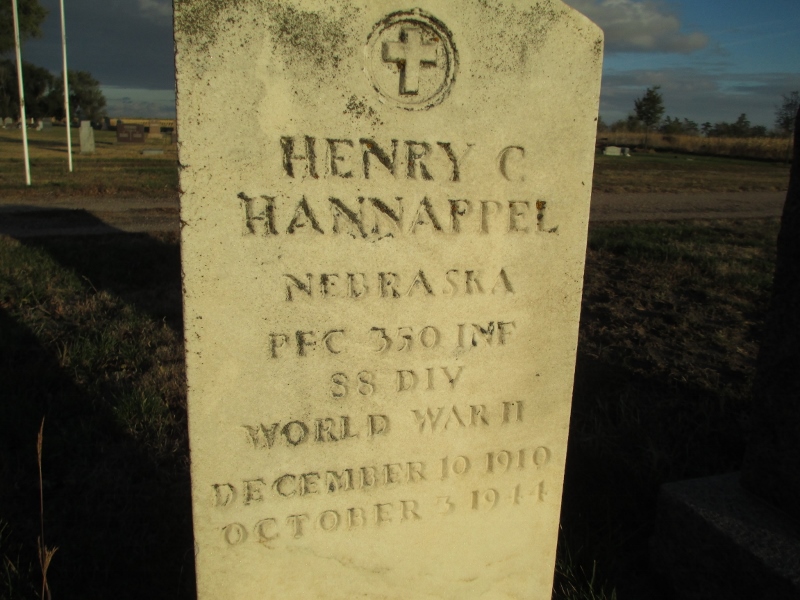 HENRY C
HANNAPPEL
NEBRASKA
PFC 350 INF
88 DIV
WORLD WAR II
DECEMBER 10 1910
OCTOBER 3 1944